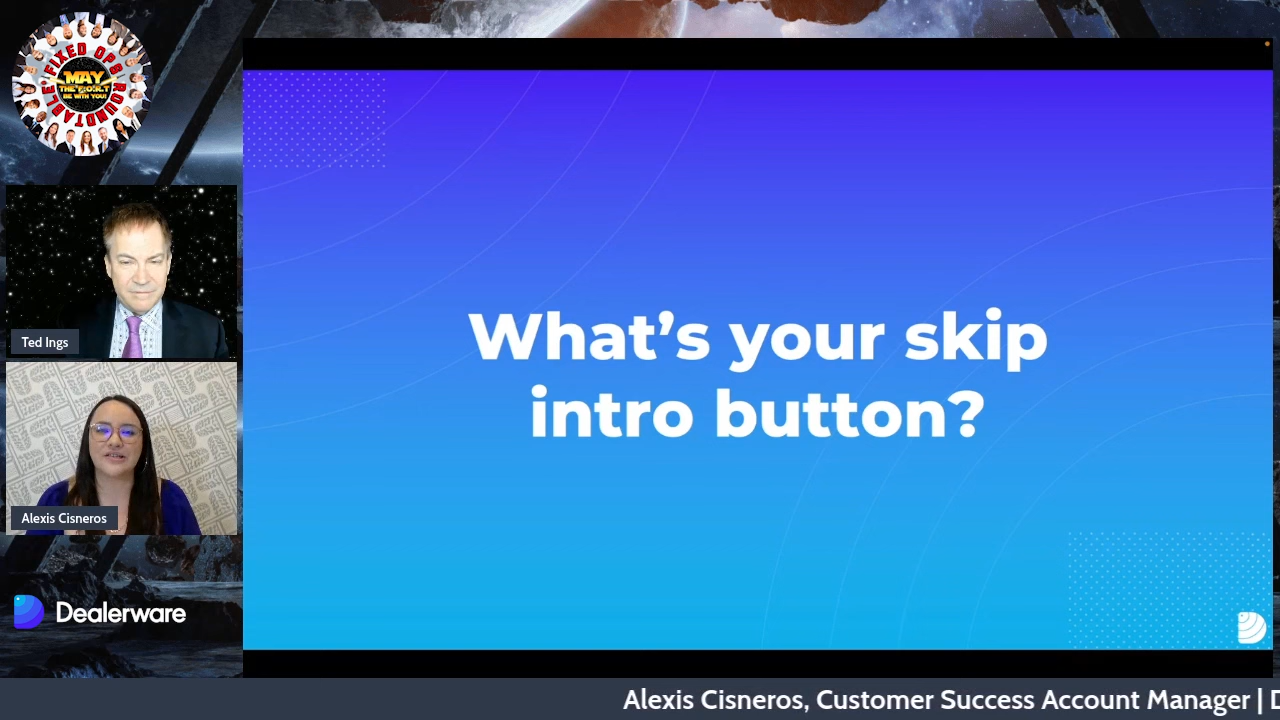 FIXED OPS ROUNDTABLE
MAY
THE F.O.R.T
BE WITH YOU!
What's your skip
intro button?
Ted Ings
Alexis Cisneros
Dealerware
Alexis Cisneros, Customer Success Account Manager | D